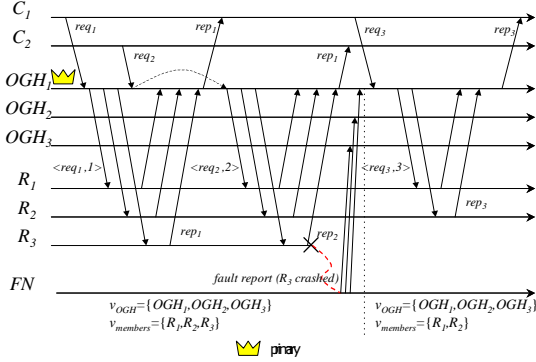 C1 req1 rep1 req3 rep3
C2 req2 rep1
OGH1
OGH2
OGH3
<req1,1> <req2,2> <req3,3>
R1
R2 rep3
R3 rep1 rep2
fault report (R3 crashed)
FN
vOGH={OGH1,OGH2,OGH3} vOGH={OGH1,OGH2,OGH3}
vmembers={R1,R2,R3} vmembers={R1,R2}
primary